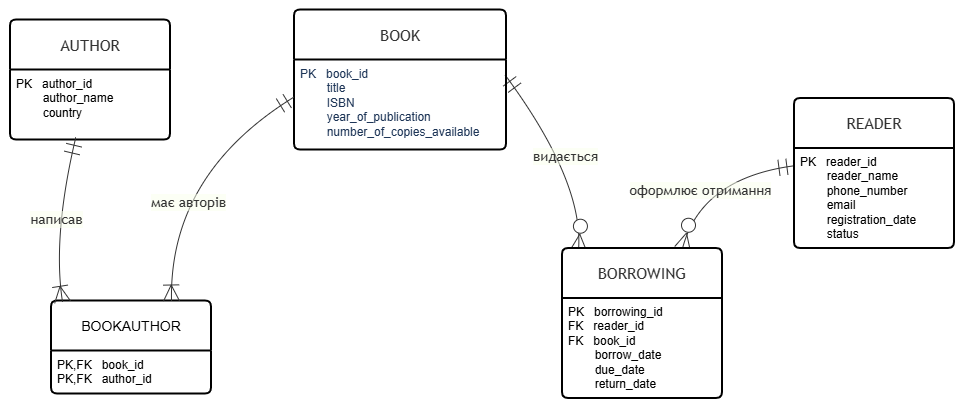 AUTHOR
PK author_id
author_name
country
BOOK
PK book_id
title
ISBN
year_of_publication
number_of_copies_available
READER
PK reader_id
reader_name
phone_number
email
registration_date
status
написав
має авторів
видається
оформлює отримання
BOOKAUTHOR
PK,FK book_id
PK,FK author_id
BORROWING
PK borrowing_id
FK reader_id
FK book_id
borrow_date
due_date
return_date